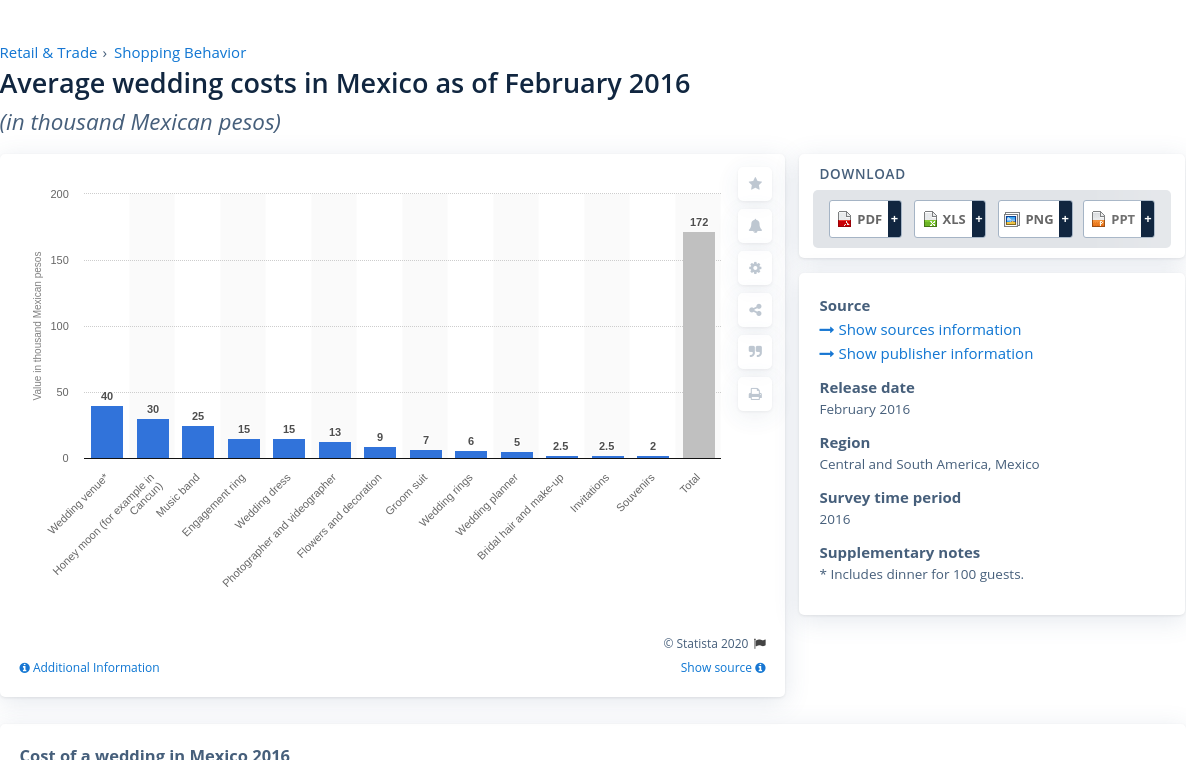 Retail & Trade › Shopping Behavior
Average wedding costs in Mexico as of February 2016
(in thousand Mexican pesos)
Value in thousand Mexican pesos
200
150
100
50
0
40
30
25
15
15
13
9
7
6
5
2.5
2.5
2
172
Wedding venue*
Honey moon (for example in
Cancun)
Music band
Engagement ring
Wedding dress
Photographer and videographer
Flowers and decoration
Groom suit
Wedding rings
Wedding planner
Bridal hair and make-up
Invitations
Souvenirs
Total
© Statista 2020
Additional Information
Show source
DOWNLOAD
PDF + XLS + PNG + PPT +
Source
Show sources information
Show publisher information
Release date
February 2016
Region
Central and South America, Mexico
Survey time period
2016
Supplementary notes
* Includes dinner for 100 guests.
Cost of a wedding in Mexico 2016